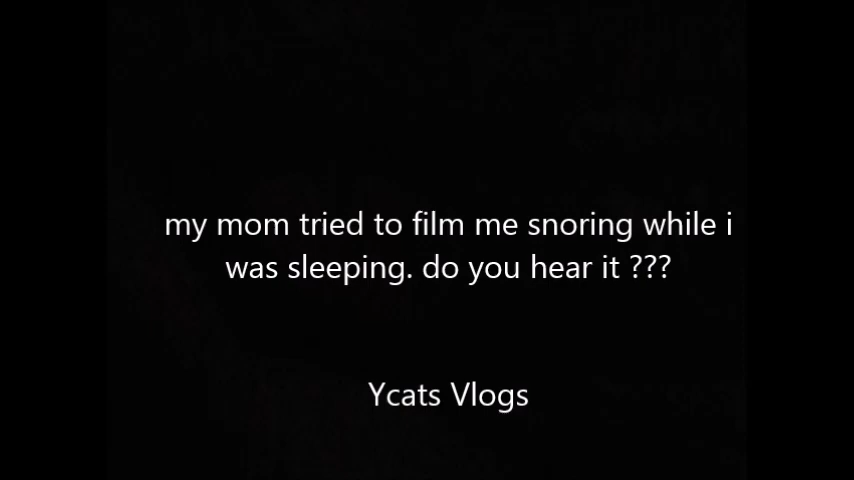 my mom tried to film me snoring while i
was sleeping. do you hear it ???
Ycats Vlogs